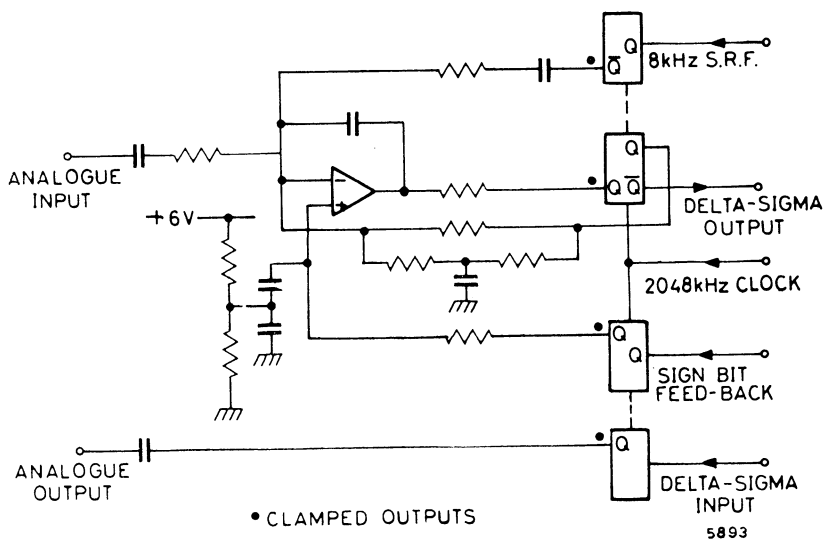 Q
Q̅
8kHz S.R.F.
ANALOGUE
INPUT
−
+
Q
Q Q̅
DELTA-SIGMA
OUTPUT
+6V
2048kHz CLOCK
Q
Q
SIGN BIT
FEED-BACK
ANALOGUE
OUTPUT
Q
DELTA-SIGMA
INPUT
• CLAMPED OUTPUTS
5893